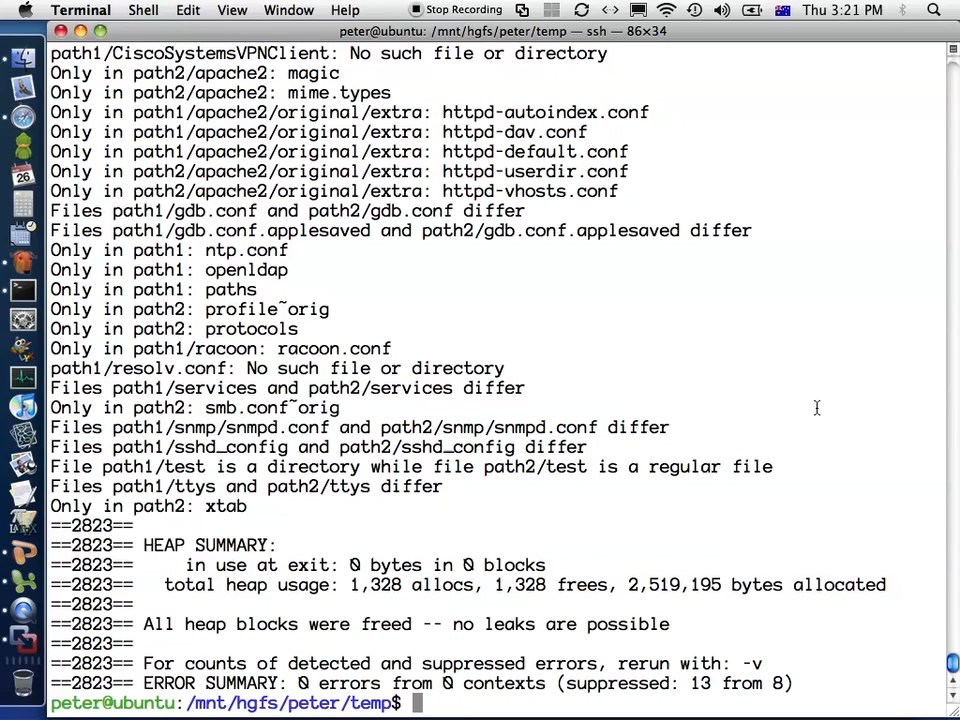 Terminal Shell Edit View Window Help Stop Recording Thu 3:21 PM
peter@ubuntu: /mnt/hgfs/peter/temp — ssh — 86×34
path1/CiscoSystemsVPNClient: No such file or directory
Only in path2/apache2: magic
Only in path2/apache2: mime.types
Only in path1/apache2/original/extra: httpd-autoindex.conf
Only in path1/apache2/original/extra: httpd-dav.conf
Only in path1/apache2/original/extra: httpd-default.conf
Only in path1/apache2/original/extra: httpd-userdir.conf
Only in path1/apache2/original/extra: httpd-vhosts.conf
Files path1/gdb.conf and path2/gdb.conf differ
Files path1/gdb.conf.applesaved and path2/gdb.conf.applesaved differ
Only in path1: ntp.conf
Only in path1: openldap
Only in path1: paths
Only in path2: profile~orig
Only in path2: protocols
Only in path1/racoon: racoon.conf
path1/resolv.conf: No such file or directory
Files path1/services and path2/services differ
Only in path2: smb.conf~orig
Files path1/snmp/snmpd.conf and path2/snmp/snmpd.conf differ
Files path1/sshd_config and path2/sshd_config differ
File path1/test is a directory while file path2/test is a regular file
Files path1/ttys and path2/ttys differ
Only in path2: xtab
==2823==
==2823== HEAP SUMMARY:
==2823==     in use at exit: 0 bytes in 0 blocks
==2823==   total heap usage: 1,328 allocs, 1,328 frees, 2,519,195 bytes allocated
==2823==
==2823== All heap blocks were freed -- no leaks are possible
==2823==
==2823== For counts of detected and suppressed errors, rerun with: -v
==2823== ERROR SUMMARY: 0 errors from 0 contexts (suppressed: 13 from 8)
peter@ubuntu:/mnt/hgfs/peter/temp$
26